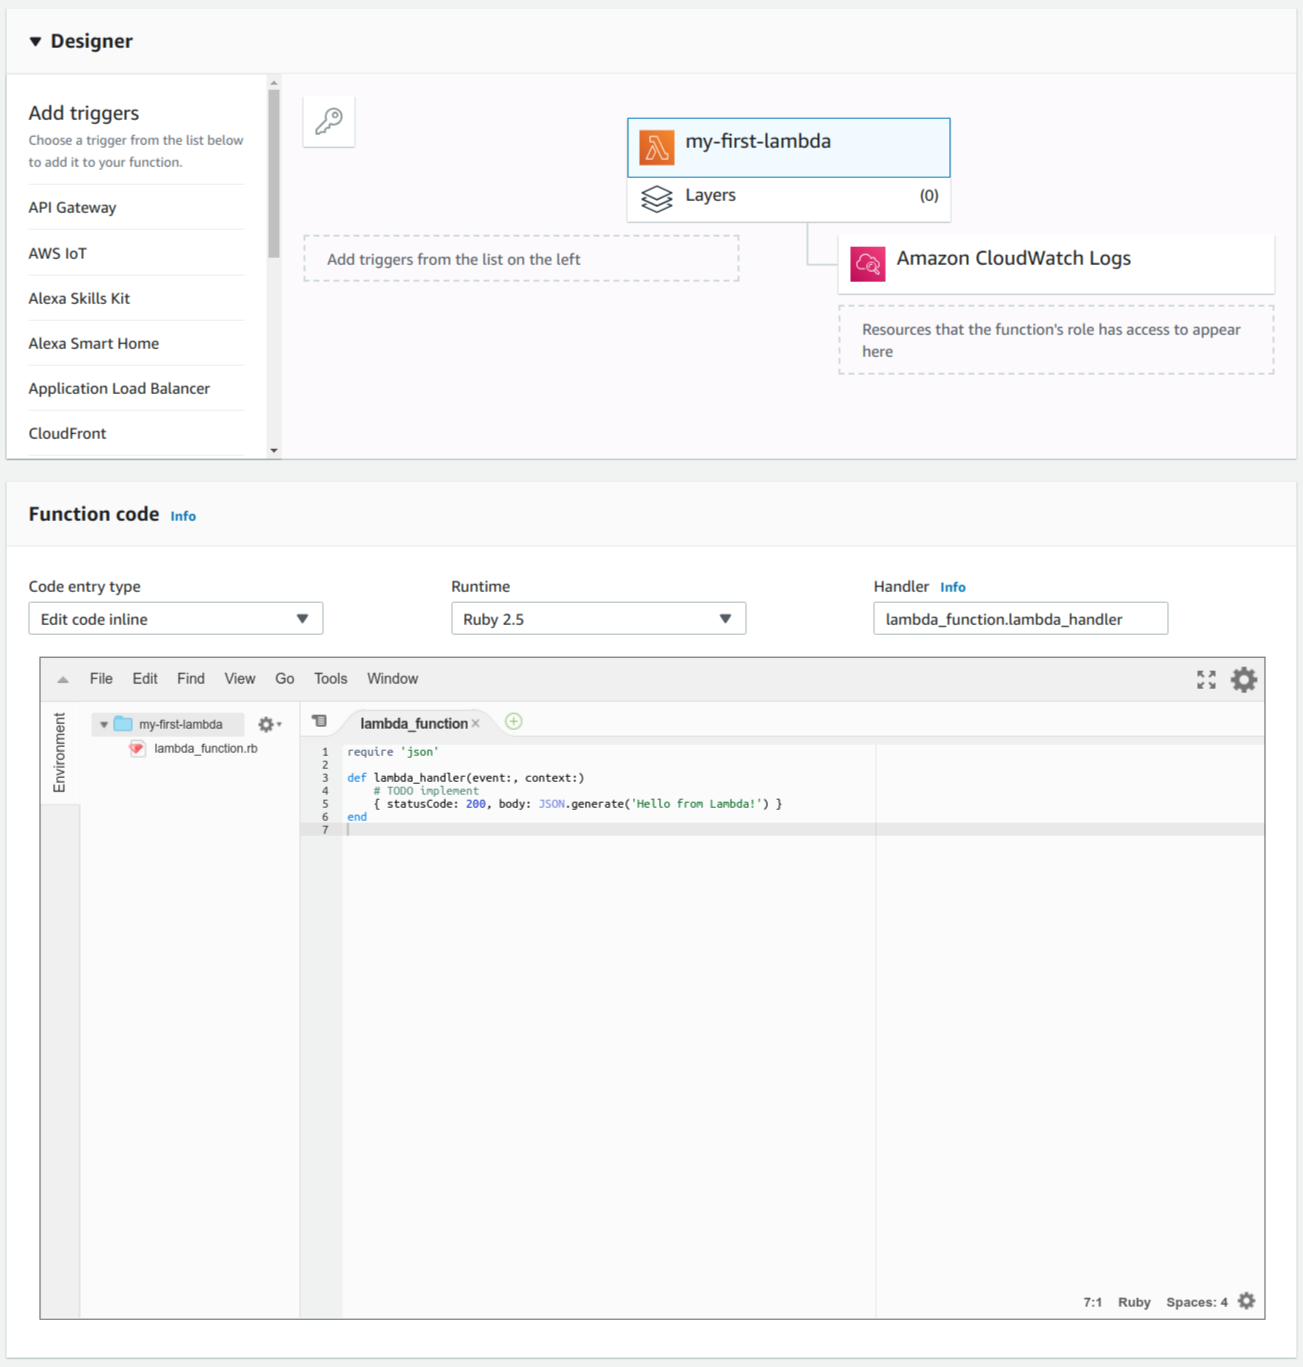 Designer
Add triggers
Choose a trigger from the list below
to add it to your function.
API Gateway
AWS IoT
Alexa Skills Kit
Alexa Smart Home
Application Load Balancer
CloudFront
my-first-lambda
Layers (0)
Add triggers from the list on the left
Amazon CloudWatch Logs
Resources that the function's role has access to appear
here
Function code Info
Code entry type Runtime Handler Info
Edit code inline Ruby 2.5 lambda_function.lambda_handler
File Edit Find View Go Tools Window
Environment
my-first-lambda
lambda_function.rb
lambda_function
1 require 'json'
2
3 def lambda_handler(event:, context:)
4     # TODO implement
5     { statusCode: 200, body: JSON.generate('Hello from Lambda!') }
6 end
7
7:1 Ruby Spaces: 4